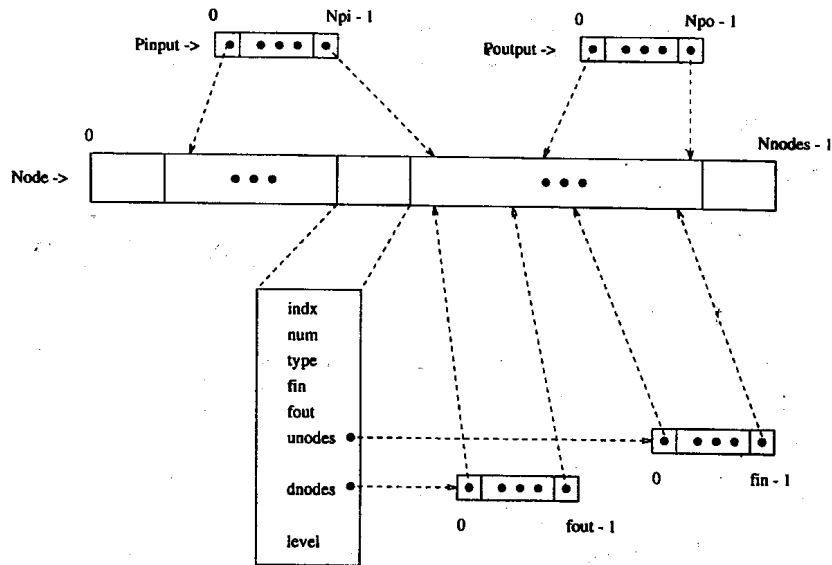 0 Npi - 1
0 Npo - 1
Pinput ->
Poutput ->
0
Nnodes - 1
Node ->
indx
num
type
fin
fout
unodes
0 fin - 1
dnodes
0 fout - 1
level